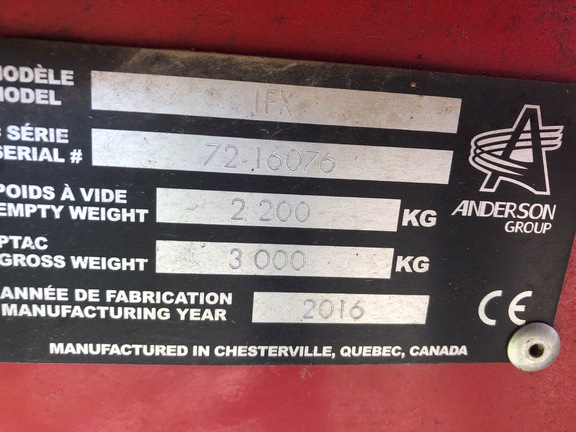 MODÈLE
MODEL
IFX
# SÉRIE
SERIAL #
72-16076
POIDS À VIDE
EMPTY WEIGHT
2 200
KG
PTAC
GROSS WEIGHT
3 000
KG
ANNÉE DE FABRICATION
MANUFACTURING YEAR
2016
ANDERSON
GROUP
CE
MANUFACTURED IN CHESTERVILLE, QUEBEC, CANADA